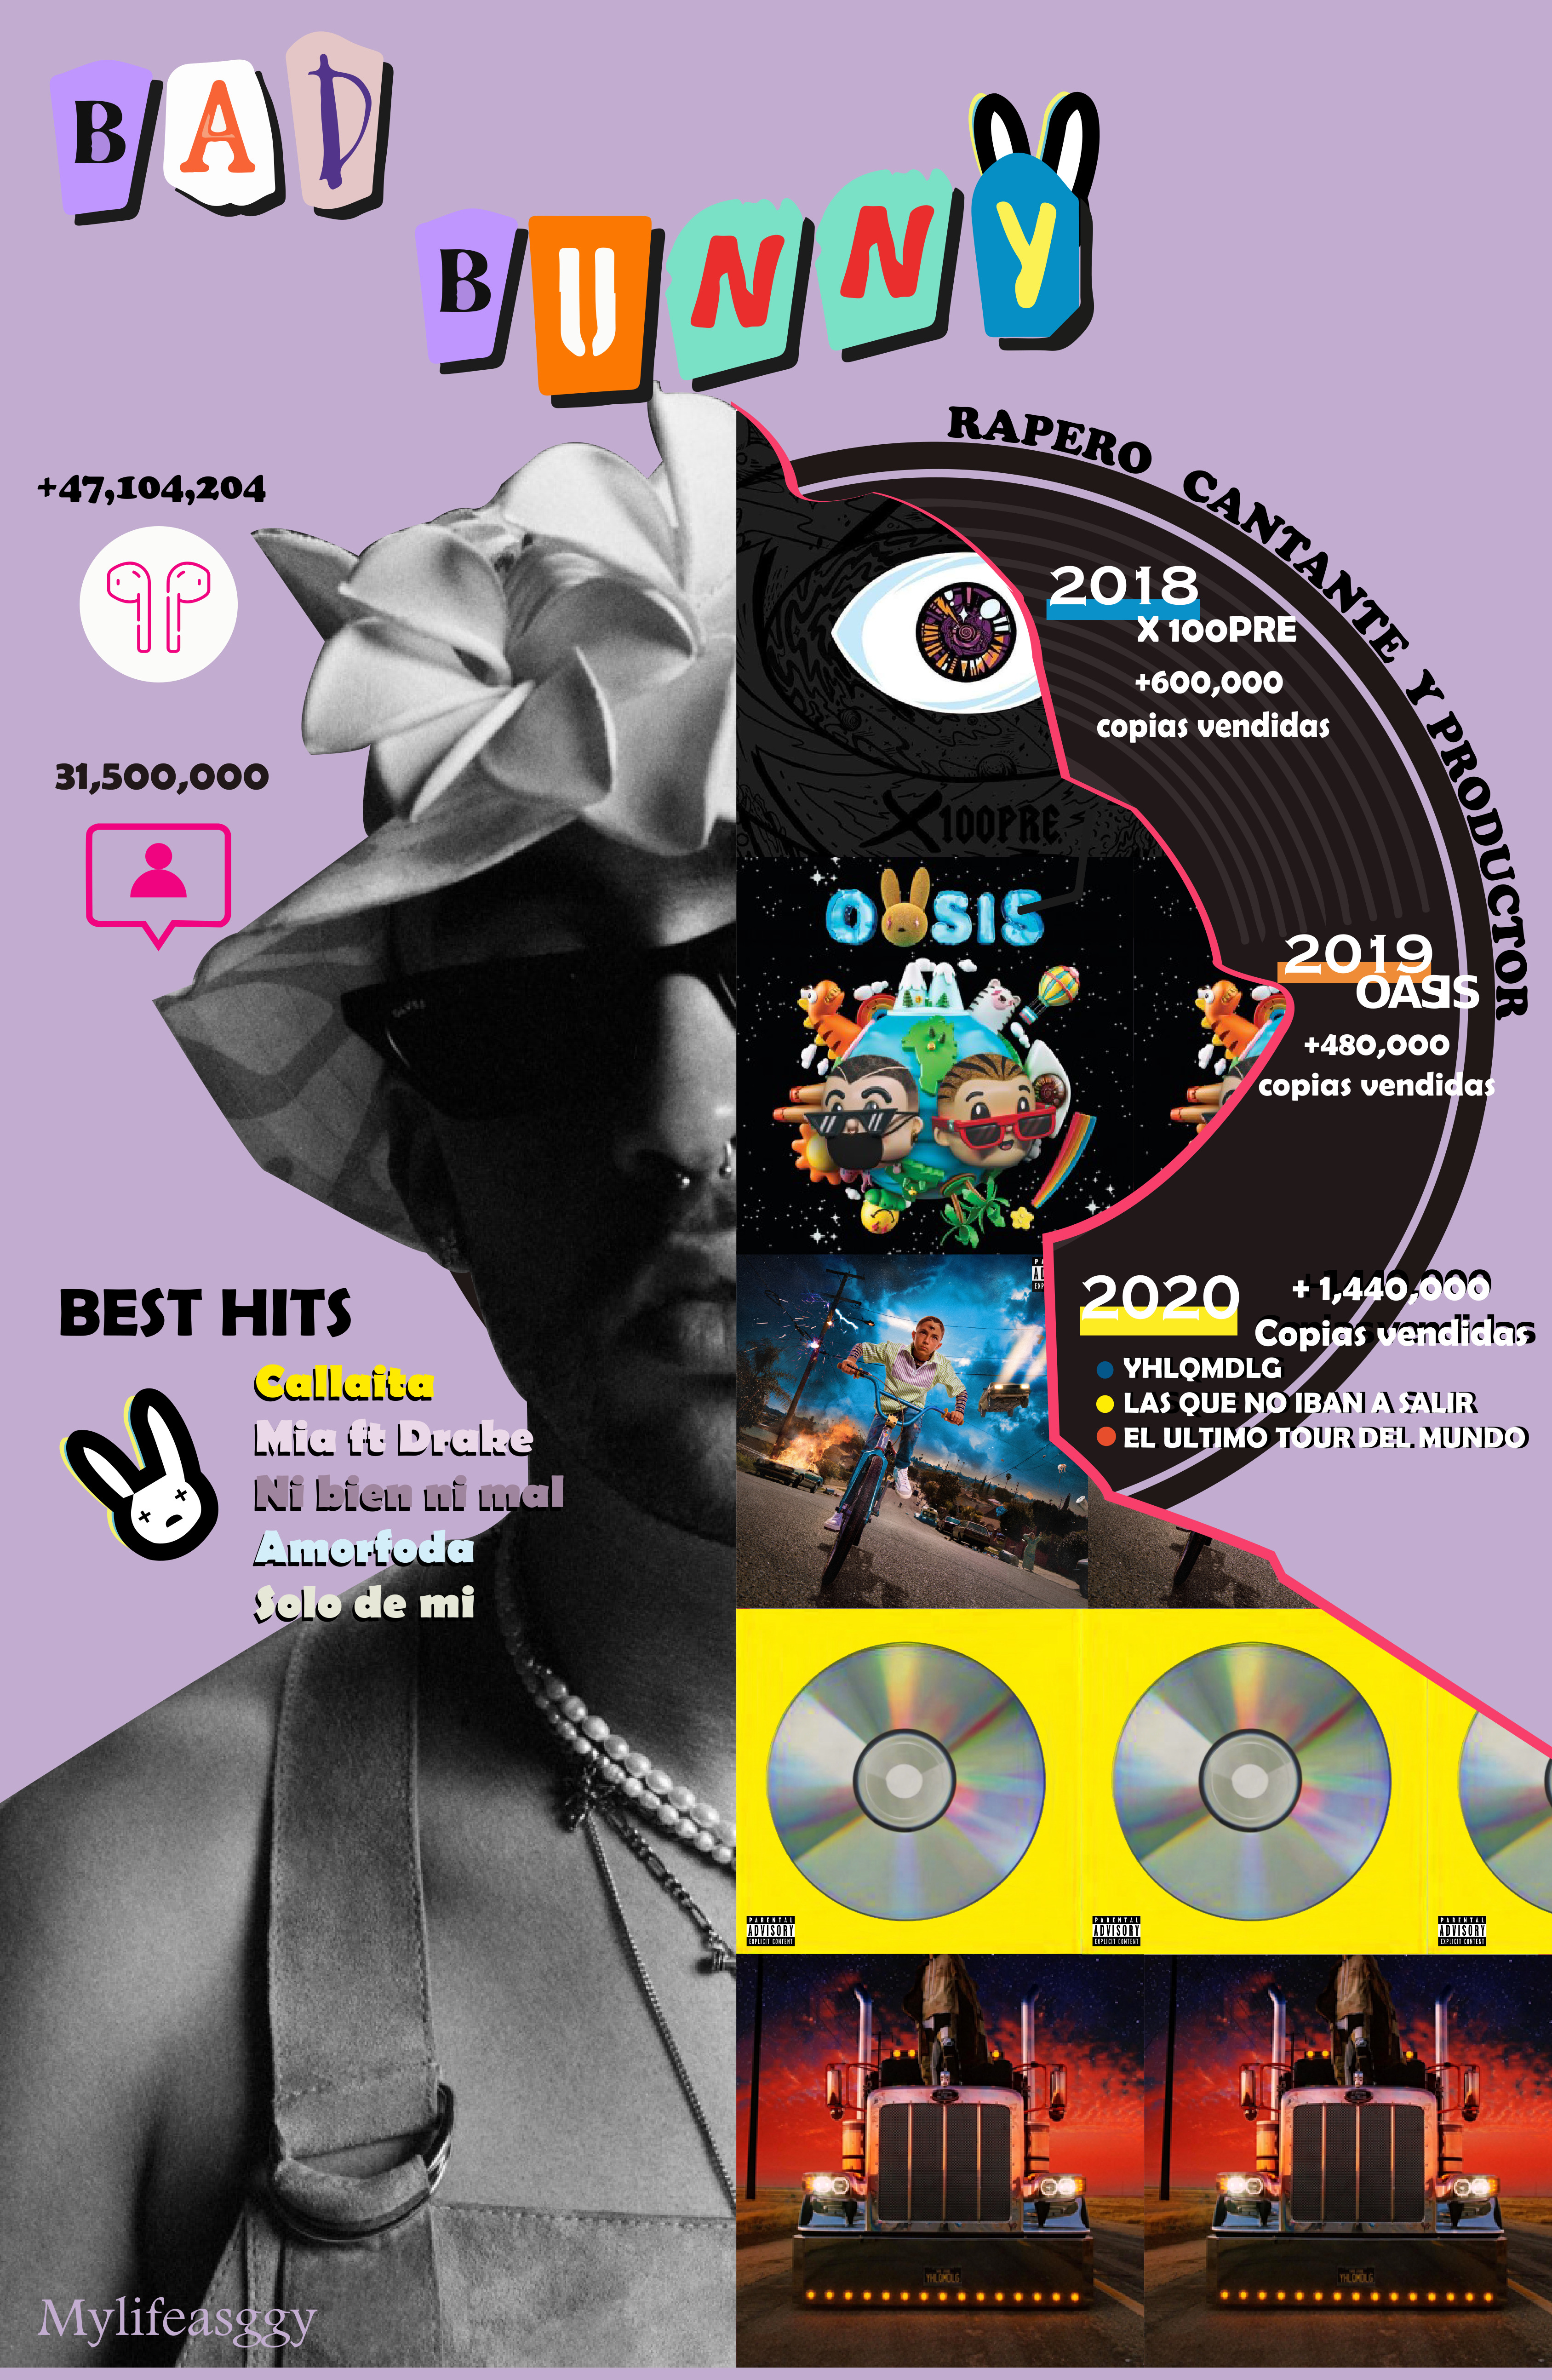 BAD
BUNNY
RAPERO CANTANTE Y PRODUCTOR
+47,104,204
31,500,000
2018
X 100PRE
+600,000
copias vendidas
X 100PRE
OASIS
2019
OASIS
+480,000
copias vendidas
2020
+ 1,440,000
Copias vendidas
YHLQMDLG
LAS QUE NO IBAN A SALIR
EL ULTIMO TOUR DEL MUNDO
BEST HITS
Callaita
Mia ft Drake
Ni bien ni mal
Amorfoda
Solo de mi
PARENTAL
ADVISORY
EXPLICIT CONTENT
PARENTAL
ADVISORY
EXPLICIT CONTENT
PARENTAL
ADVISORY
EXPLICIT CONTENT
YHLQMDLG
YHLQMDLG
Mylifeasggy